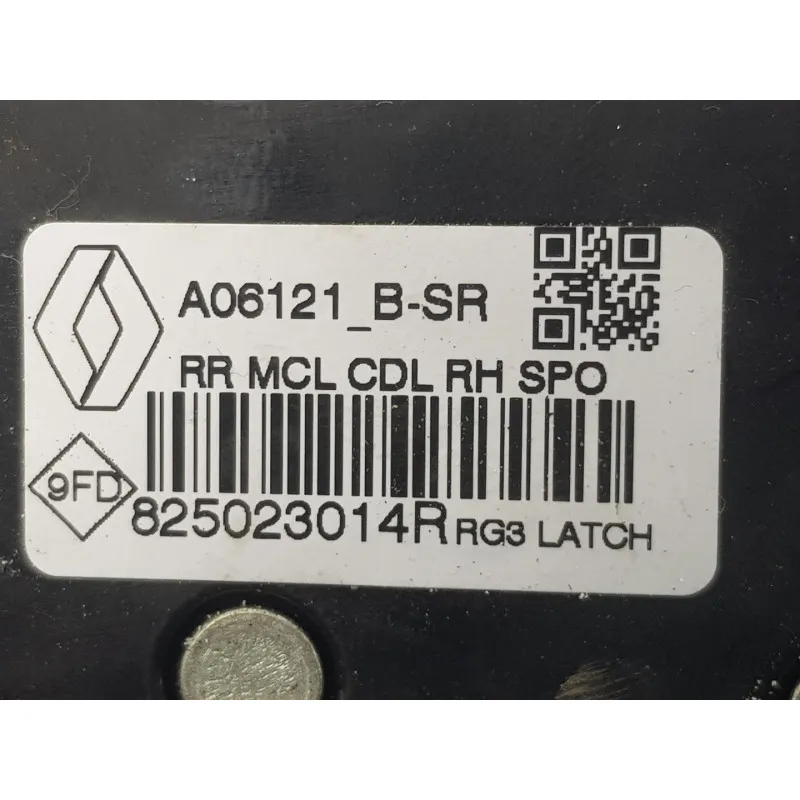 A06121_B-SR
RR MCL CDL RH SPO
9FD
825023014R RG3 LATCH